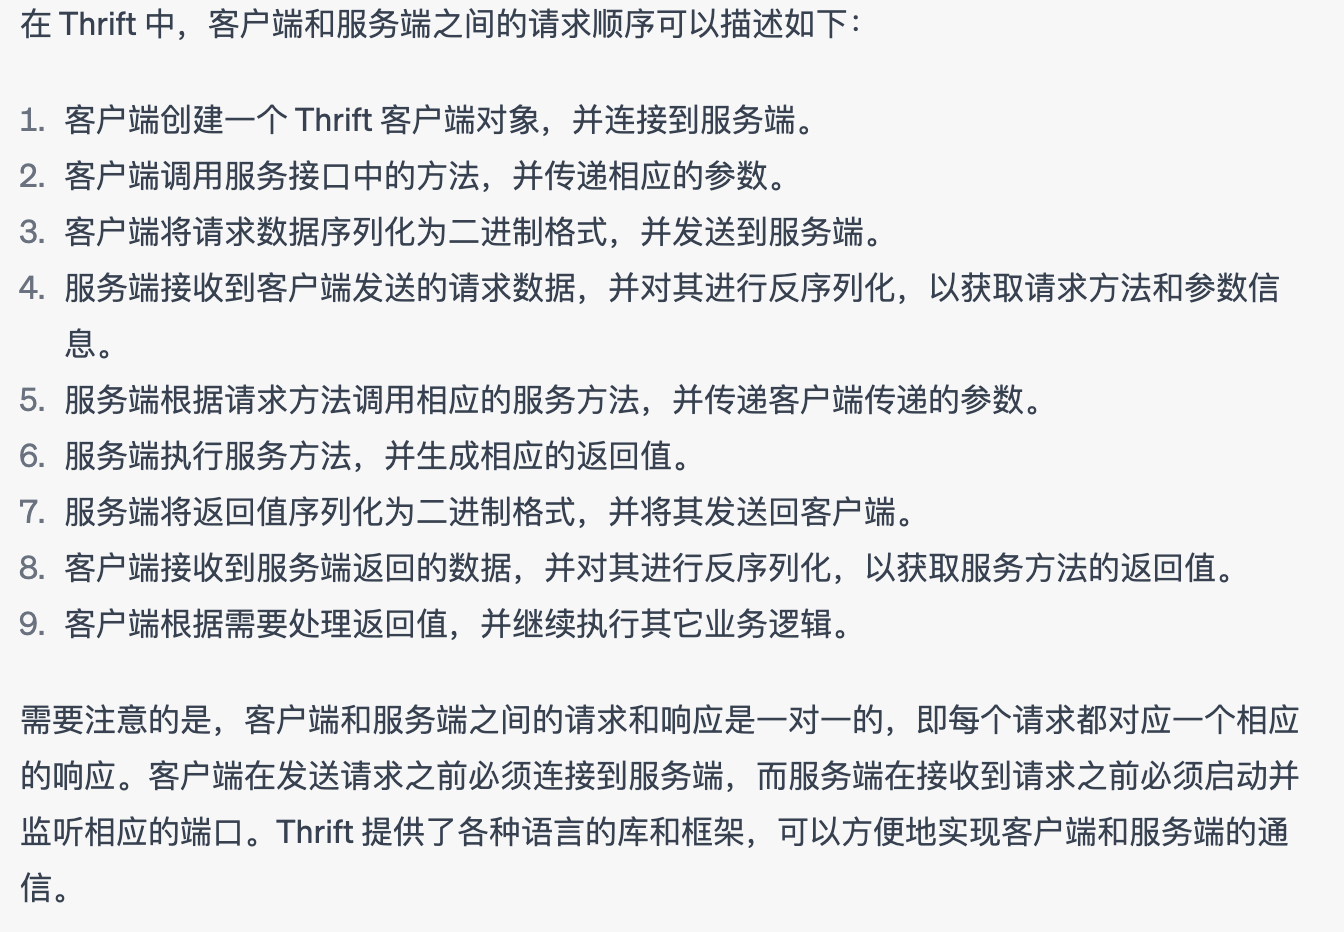 在 Thrift 中，客户端和服务端之间的请求顺序可以描述如下：
1. 客户端创建一个 Thrift 客户端对象，并连接到服务端。
2. 客户端调用服务接口中的方法，并传递相应的参数。
3. 客户端将请求数据序列化为二进制格式，并发送到服务端。
4. 服务端接收到客户端发送的请求数据，并对其进行反序列化，以获取请求方法和参数信
息。
5. 服务端根据请求方法调用相应的服务方法，并传递客户端传递的参数。
6. 服务端执行服务方法，并生成相应的返回值。
7. 服务端将返回值序列化为二进制格式，并将其发送回客户端。
8. 客户端接收到服务端返回的数据，并对其进行反序列化，以获取服务方法的返回值。
9. 客户端根据需要处理返回值，并继续执行其它业务逻辑。
需要注意的是，客户端和服务端之间的请求和响应是一对一的，即每个请求都对应一个相应
的响应。客户端在发送请求之前必须连接到服务端，而服务端在接收到请求之前必须启动并
监听相应的端口。Thrift 提供了各种语言的库和框架，可以方便地实现客户端和服务端的通
信。